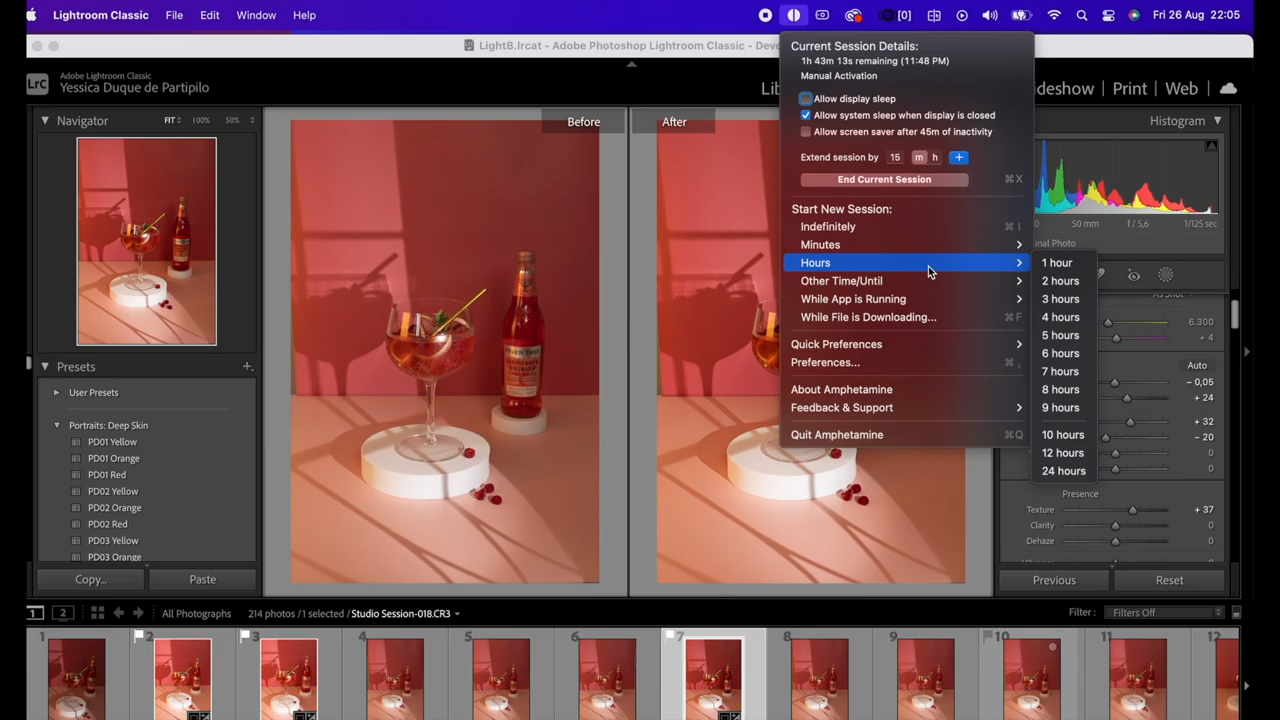 Lightroom Classic File Edit Window Help
[0] Fri 26 Aug 22:05
LightB.lrcat - Adobe Photoshop Lightroom Classic - Deve
Adobe Lightroom Classic
Yessica Duque de Partipilo
LrC
Lib
deshow | Print | Web |
Navigator FIT 100% 50%
Before
After
Histogram
50 mm f / 5,6 1/125 sec
inal Photo
6.300
+ 4
Auto
– 0,05
+ 24
+ 32
– 20
0
0
Presence
Texture + 37
Clarity 0
Dehaze 0
Previous Reset
Current Session Details:
1h 43m 13s remaining (11:48 PM)
Manual Activation
Allow display sleep
Allow system sleep when display is closed
Allow screen saver after 45m of inactivity
Extend session by 15 m h +
End Current Session ⌘X
Start New Session:
Indefinitely ⌘ I
Minutes
Hours
Other Time/Until
While App is Running
While File is Downloading... ⌘F
Quick Preferences
Preferences... ⌘ ,
About Amphetamine
Feedback & Support
Quit Amphetamine ⌘Q
1 hour
2 hours
3 hours
4 hours
5 hours
6 hours
7 hours
8 hours
9 hours
10 hours
12 hours
24 hours
Presets +
User Presets
Portraits: Deep Skin
PD01 Yellow
PD01 Orange
PD01 Red
PD02 Yellow
PD02 Orange
PD02 Red
PD03 Yellow
PD03 Orange
Copy... Paste
FEVER-TREE
1 2 All Photographs 214 photos / 1 selected / Studio Session-018.CR3 Filter : Filters Off
1 2 3 4 5 6 7 8 9 10 11 12